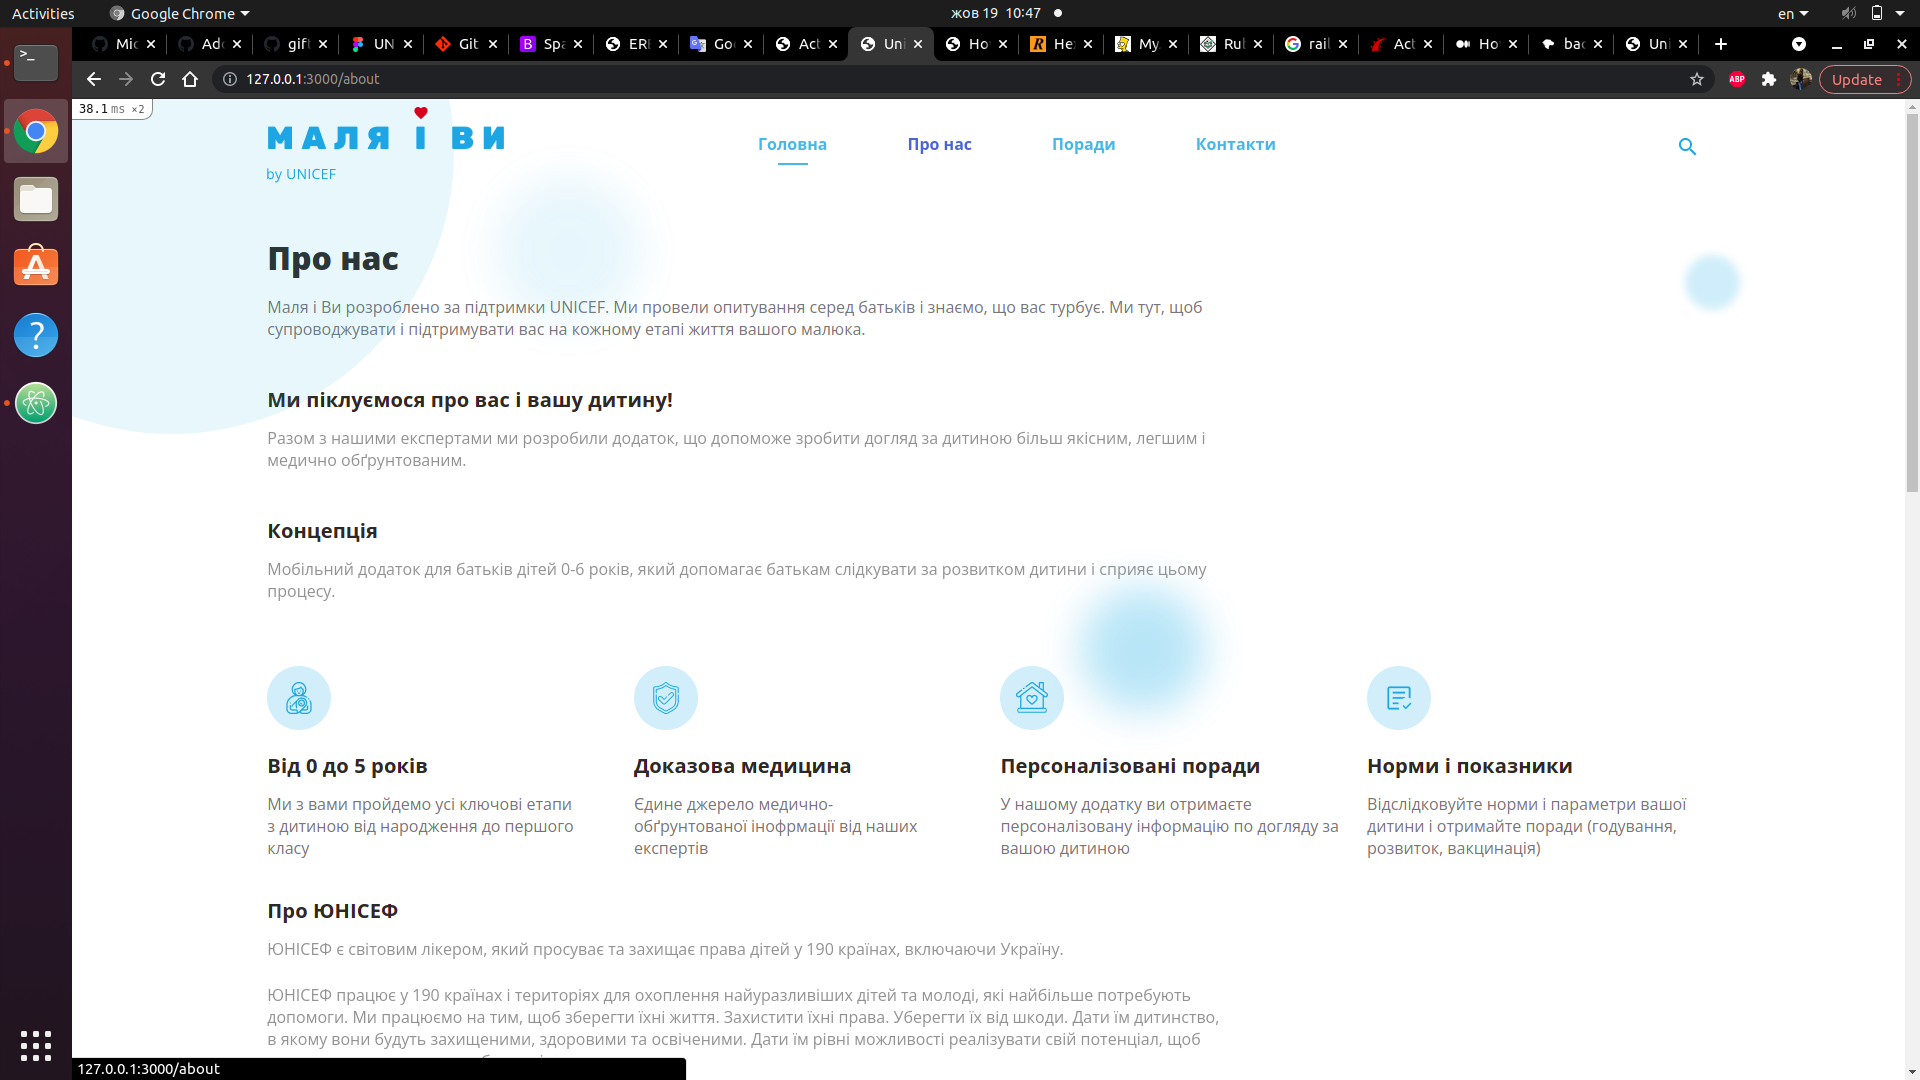 Activities
Google Chrome
жов 19 10:47
en
Mic
Ado
gift
UN
Git
Spa
ERI
Goo
Act
Uni
Ho
He
My
Rul
rail
Act
Ho
bac
Uni
127.0.0.1:3000/about
ABP
Update
38.1 ms ×2
МАЛЯ І ВИ
by UNICEF
Головна
Про нас
Поради
Контакти
Про нас
Маля і Ви розроблено за підтримки UNICEF. Ми провели опитування серед батьків і знаємо, що вас турбує. Ми тут, щоб
супроводжувати і підтримувати вас на кожному етапі життя вашого малюка.
Ми піклуємося про вас і вашу дитину!
Разом з нашими експертами ми розробили додаток, що допоможе зробити догляд за дитиною більш якісним, легшим і
медично обґрунтованим.
Концепція
Мобільний додаток для батьків дітей 0-6 років, який допомагає батькам слідкувати за розвитком дитини і сприяє цьому
процесу.
Від 0 до 5 років
Ми з вами пройдемо усі ключові етапи
з дитиною від народження до першого
класу
Доказова медицина
Єдине джерело медично-
обґрунтованої інофрмації від наших
експертів
Персоналізовані поради
У нашому додатку ви отримаєте
персоналізовану інформацію по догляду за
вашою дитиною
Норми і показники
Відслідковуйте норми і параметри вашої
дитини і отримайте поради (годування,
розвиток, вакцинація)
Про ЮНІСЕФ
ЮНІСЕФ є світовим лікером, який просуває та захищає права дітей у 190 країнах, включаючи Україну.
ЮНІСЕФ працює у 190 країнах і територіях для охоплення найуразливіших дітей та молоді, які найбільше потребують
допомоги. Ми працюємо на тим, щоб зберегти їхні життя. Захистити їхні права. Уберегти їх від шкоди. Дати їм дитинство,
в якому вони будуть захищеними, здоровими та освіченими. Дати їм рівні можливості реалізувати свій потенціал, щоб
127.0.0.1:3000/about